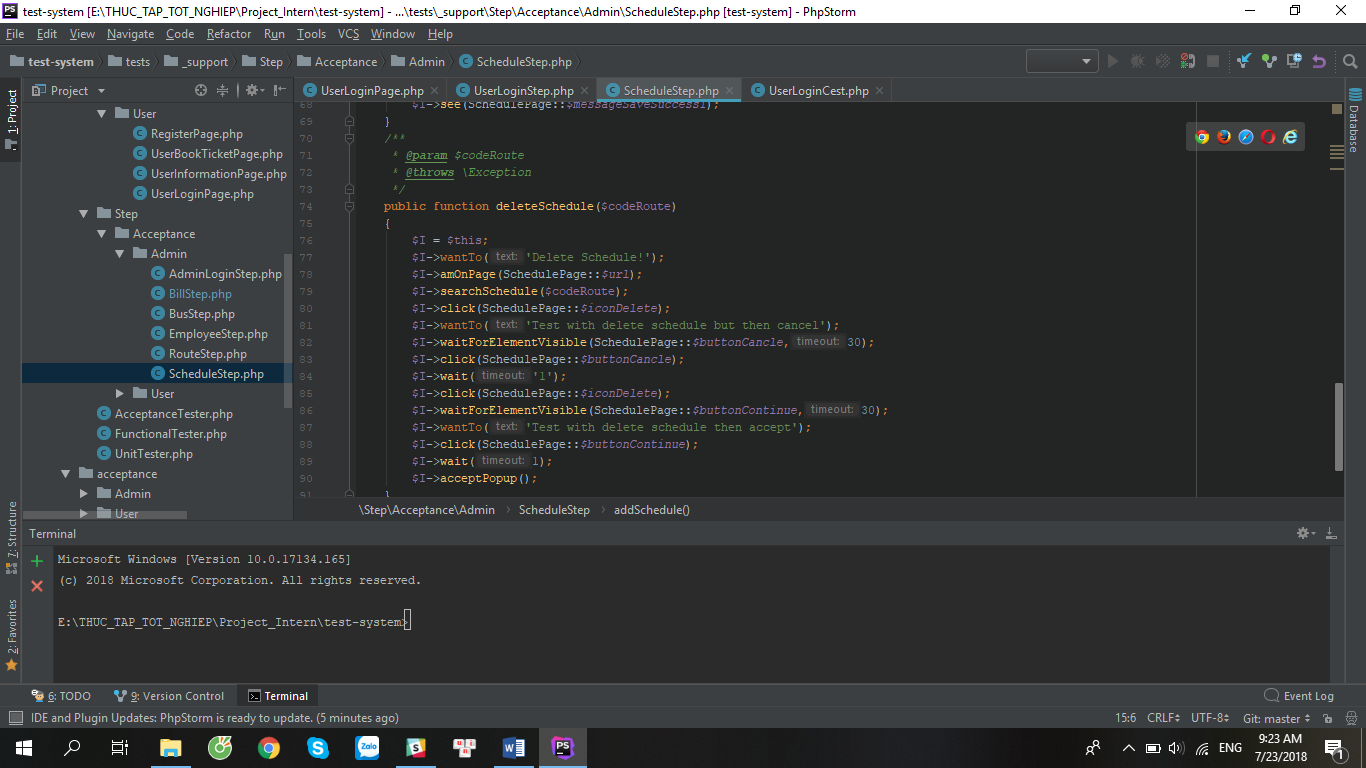 test-system [E:\THUC_TAP_TOT_NGHIEP\Project_Intern\test-system] - ...\tests\_support\Step\Acceptance\Admin\ScheduleStep.php [test-system] - PhpStorm
File Edit View Navigate Code Refactor Run Tools VCS Window Help
test-system tests _support Step Acceptance Admin ScheduleStep.php
1: Project
Project
User
RegisterPage.php
UserBookTicketPage.php
UserInformationPage.php
UserLoginPage.php
Step
Acceptance
Admin
AdminLoginStep.php
BillStep.php
BusStep.php
EmployeeStep.php
RouteStep.php
ScheduleStep.php
User
AcceptanceTester.php
FunctionalTester.php
UnitTester.php
acceptance
Admin
User
UserLoginPage.php UserLoginStep.php ScheduleStep.php UserLoginCest.php
68 $I->see(SchedulePage::$messageSaveSuccess1);
69 }
70 /**
71 * @param $codeRoute
72 * @throws \Exception
73 */
74 public function deleteSchedule($codeRoute)
75 {
76 $I = $this;
77 $I->wantTo( text: 'Delete Schedule!');
78 $I->amOnPage(SchedulePage::$url);
79 $I->searchSchedule($codeRoute);
80 $I->click(SchedulePage::$iconDelete);
81 $I->wantTo( text: 'Test with delete schedule but then cancel');
82 $I->waitForElementVisible(SchedulePage::$buttonCancle, timeout: 30);
83 $I->click(SchedulePage::$buttonCancle);
84 $I->wait( timeout: '1');
85 $I->click(SchedulePage::$iconDelete);
86 $I->waitForElementVisible(SchedulePage::$buttonContinue, timeout: 30);
87 $I->wantTo( text: 'Test with delete schedule then accept');
88 $I->click(SchedulePage::$buttonContinue);
89 $I->wait( timeout: 1);
90 $I->acceptPopup();
91 }
\Step\Acceptance\Admin ScheduleStep addSchedule()
Database
7: Structure
2: Favorites
Terminal
Microsoft Windows [Version 10.0.17134.165]
(c) 2018 Microsoft Corporation. All rights reserved.
E:\THUC_TAP_TOT_NGHIEP\Project_Intern\test-system>
6: TODO 9: Version Control Terminal Event Log
IDE and Plugin Updates: PhpStorm is ready to update. (5 minutes ago) 15:6 CRLF UTF-8 Git: master
Zalo
ENG
9:23 AM
7/23/2018
1